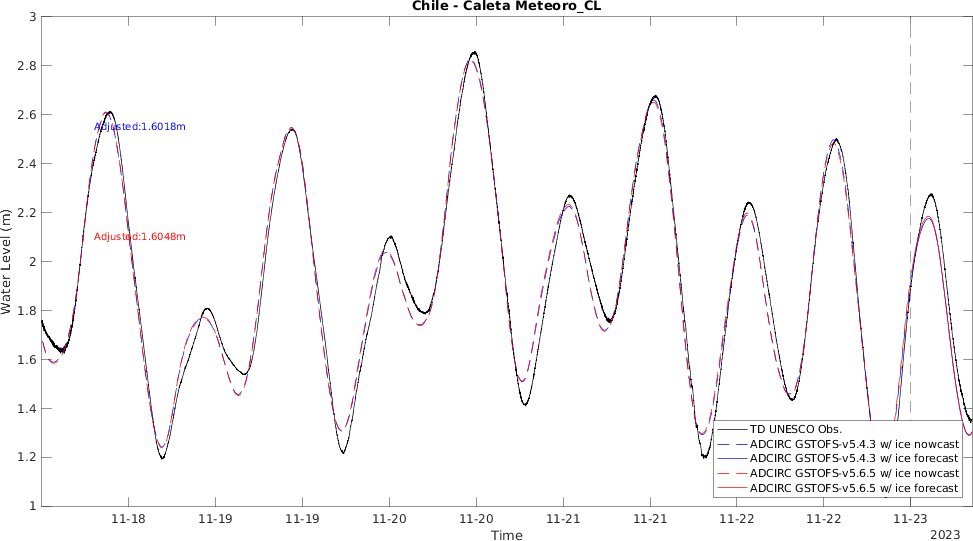 Chile - Caleta Meteoro_CL
3
2.8
2.6
2.4
2.2
2
1.8
1.6
1.4
1.2
1
Water Level (m)
Adjusted:1.6018m
Adjusted:1.6048m
TD UNESCO Obs.
ADCIRC GSTOFS-v5.4.3 w/ ice nowcast
ADCIRC GSTOFS-v5.4.3 w/ ice forecast
ADCIRC GSTOFS-v5.6.5 w/ ice nowcast
ADCIRC GSTOFS-v5.6.5 w/ ice forecast
11-18 11-19 11-19 11-20 11-20 11-21 11-21 11-22 11-22 11-23
Time
2023